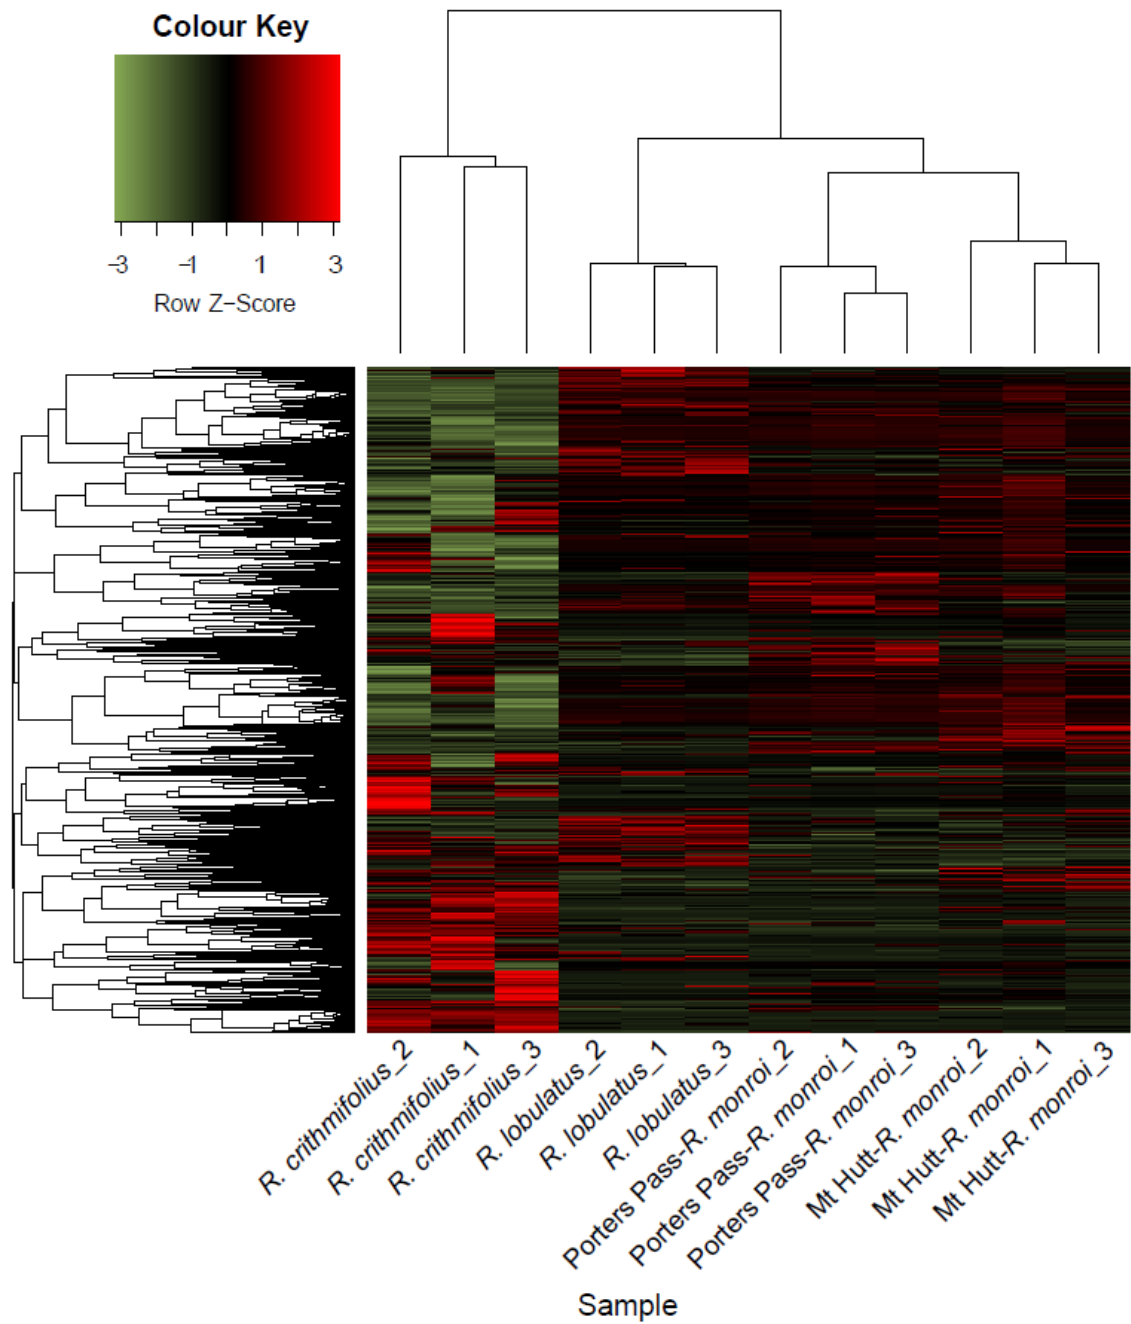 Colour Key
-3 -1 1 3
Row Z-Score
R. crithmifolius_2
R. crithmifolius_1
R. crithmifolius_3
R. lobulatus_2
R. lobulatus_1
R. lobulatus_3
Porters Pass-R. monroi_2
Porters Pass-R. monroi_1
Porters Pass-R. monroi_3
Mt Hutt-R. monroi_2
Mt Hutt-R. monroi_1
Mt Hutt-R. monroi_3
Sample